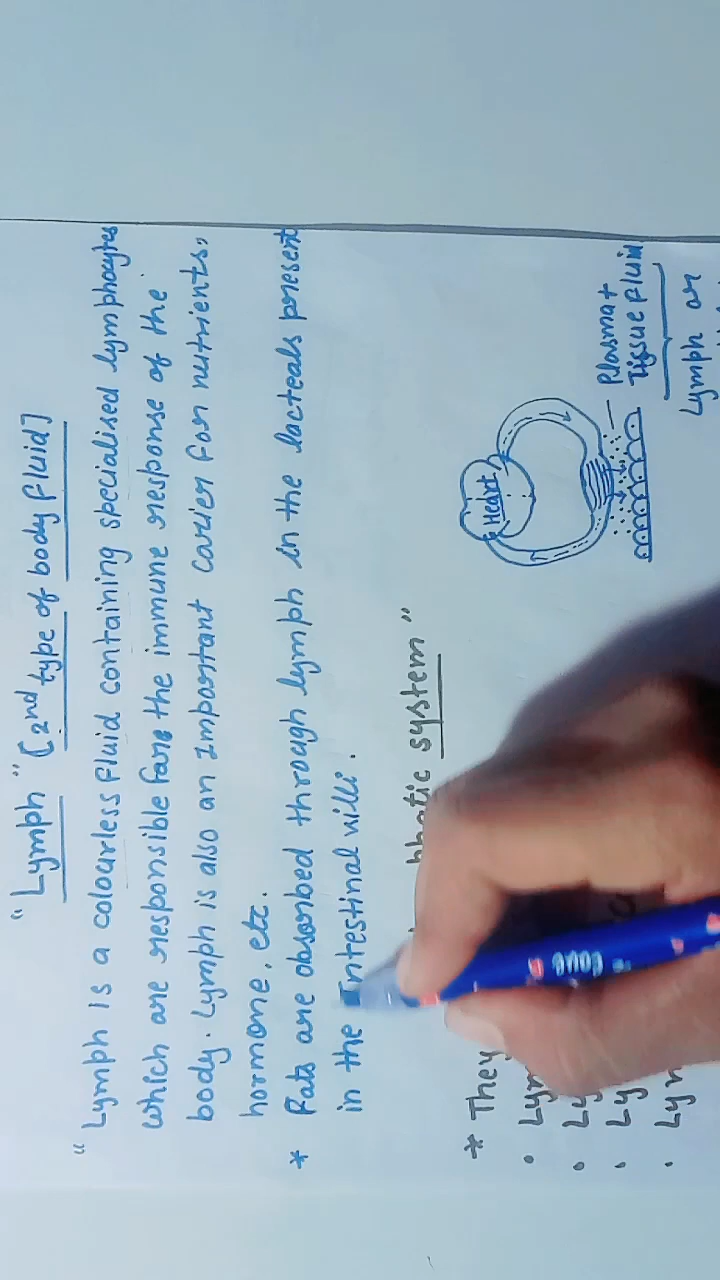 "Lymph" (2nd type of body fluid]
"Lymph is a colourless fluid containing specialised lymphocytes
which are responsible for the immune response of the
body. Lymph is also an important carier for nutrients,
hormone, etc.
* Fats are absorbed through lymph in the lacteals present
in the Intestinal villi.
system"
* They
Heart
Plasma+
Tissue fluid
Lymph or